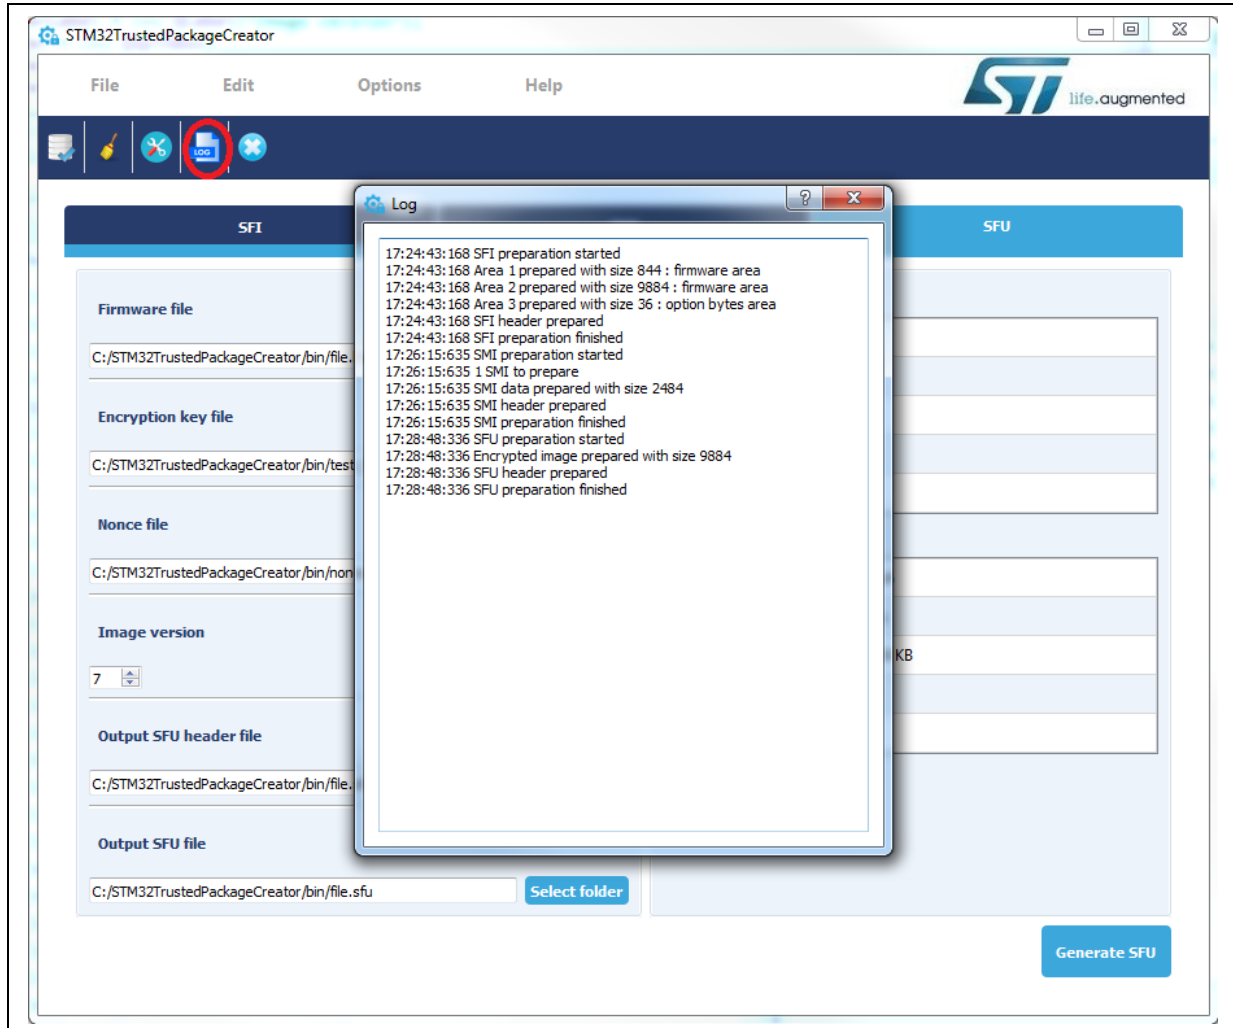 STM32TrustedPackageCreator
File Edit Options Help
ST life.augmented
LOG
Log
SFI
SFU
17:24:43:168 SFI preparation started
17:24:43:168 Area 1 prepared with size 844 : firmware area
17:24:43:168 Area 2 prepared with size 9884 : firmware area
17:24:43:168 Area 3 prepared with size 36 : option bytes area
17:24:43:168 SFI header prepared
17:24:43:168 SFI preparation finished
17:26:15:635 SMI preparation started
17:26:15:635 1 SMI to prepare
17:26:15:635 SMI data prepared with size 2484
17:26:15:635 SMI header prepared
17:26:15:635 SMI preparation finished
17:28:48:336 SFU preparation started
17:28:48:336 Encrypted image prepared with size 9884
17:28:48:336 SFU header prepared
17:28:48:336 SFU preparation finished
Firmware file
C:/STM32TrustedPackageCreator/bin/file.
Encryption key file
C:/STM32TrustedPackageCreator/bin/test
Nonce file
C:/STM32TrustedPackageCreator/bin/non
Image version
7
KB
Output SFU header file
C:/STM32TrustedPackageCreator/bin/file.
Output SFU file
C:/STM32TrustedPackageCreator/bin/file.sfu
Select folder
Generate SFU